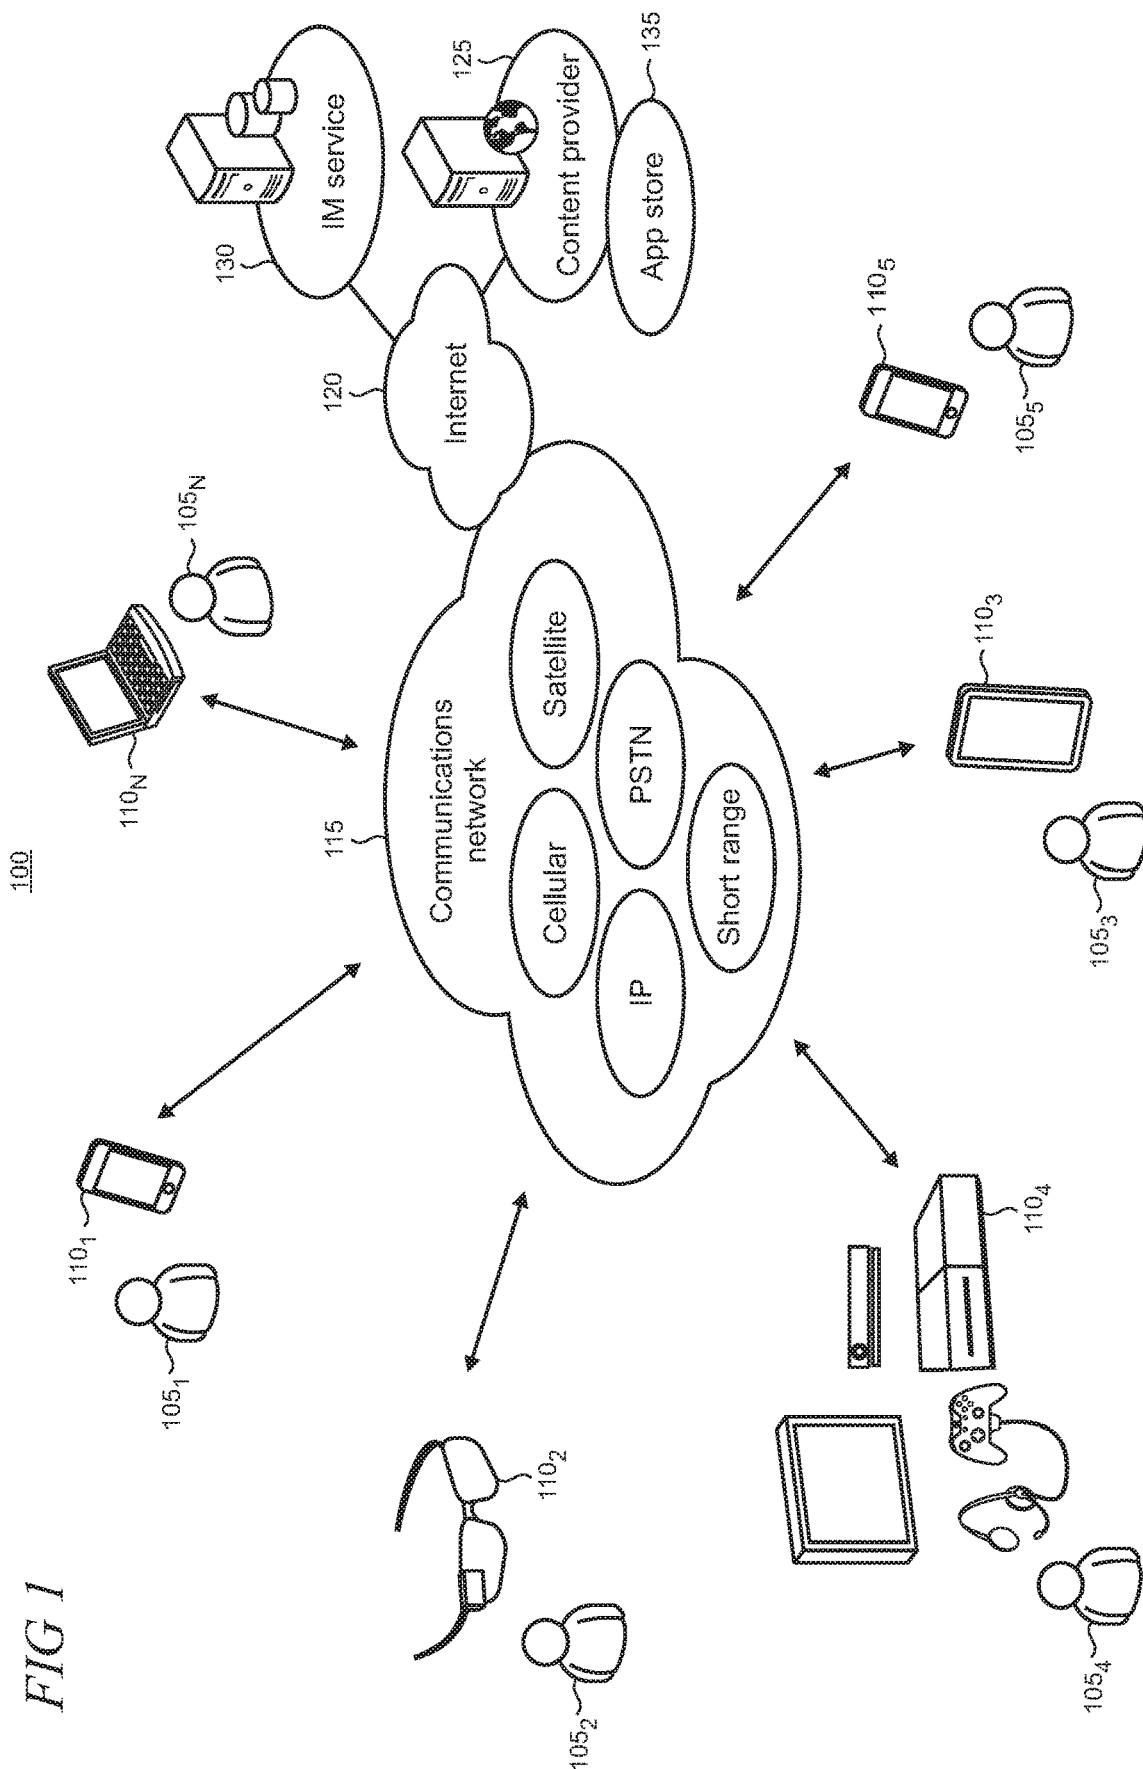 FIG 1
100
110₁
105₁
110N
105N
115
Communications
network
Cellular
Satellite
IP
PSTN
Short range
120
Internet
130
IM service
125
Content provider
135
App store
110₂
105₂
110₄
105₄
110₃
105₃
110₅
105₅